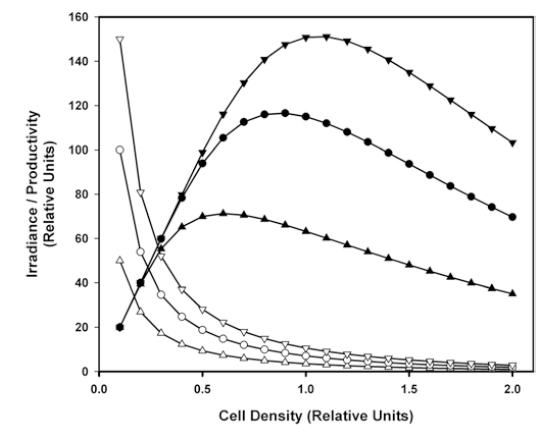 160
140
120
100
80
60
40
20
0
Irradiance / Productivity
(Relative Units)
0.0 0.5 1.0 1.5 2.0
Cell Density (Relative Units)